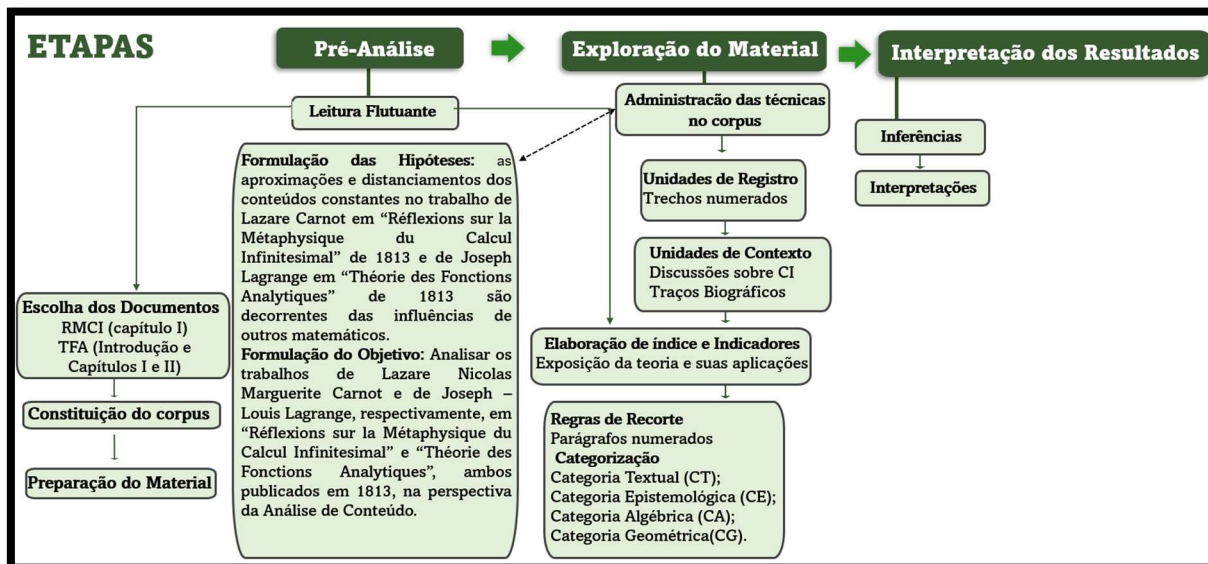 ETAPAS
Pré-Análise
Exploração do Material
Interpretação dos Resultados
Leitura Flutuante
Escolha dos Documentos
RMCI (capítulo I)
TFA (Introdução e
Capítulos I e II)
Constituição do corpus
Preparação do Material
Formulação das Hipóteses: as
aproximações e distanciamentos dos
conteúdos constantes no trabalho de
Lazare Carnot em “Réflexions sur la
Métaphysique du Calcul
Infinitesimal” de 1813 e de Joseph
Lagrange em “Théorie des Fonctions
Analytiques” de 1813 são
decorrentes das influências de
outros matemáticos.
Formulação do Objetivo: Analisar os
trabalhos de Lazare Nicolas
Marguerite Carnot e de Joseph –
Louis Lagrange, respectivamente, em
“Réflexions sur la Métaphysique du
Calcul Infinitesimal” e “Théorie des
Fonctions Analytiques”, ambos
publicados em 1813, na perspectiva
da Análise de Conteúdo.
Administracão das técnicas
no corpus
Unidades de Registro
Trechos numerados
Unidades de Contexto
Discussões sobre CI
Traços Biográficos
Elaboração de índice e Indicadores
Exposição da teoria e suas aplicações
Regras de Recorte
Parágrafos numerados
Categorização
Categoria Textual (CT);
Categoria Epistemológica (CE);
Categoria Algébrica (CA);
Categoria Geométrica(CG).
Inferências
Interpretações